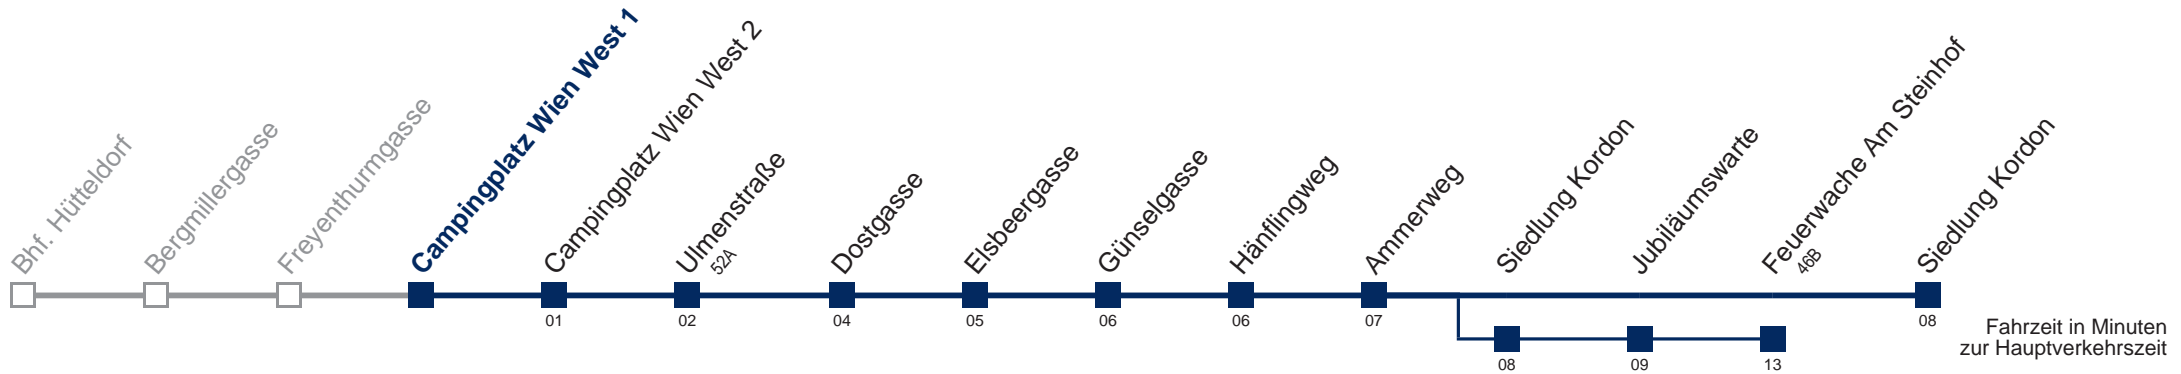 Bhf. Hütteldorf
Bergmillergasse
Freyenthurmgasse
Campingplatz Wien West 1
Campingplatz Wien West 2
Ulmenstraße
52A
Dostgasse
Elsbeergasse
Günselgasse
Hänflingweg
Ammerweg
Siedlung Kordon
Jubiläumswarte
Feuerwache Am Steinhof
46B
Siedlung Kordon
01
02
04
05
06
06
07
08
08
09
13
Fahrzeit in Minuten
zur Hauptverkehrszeit